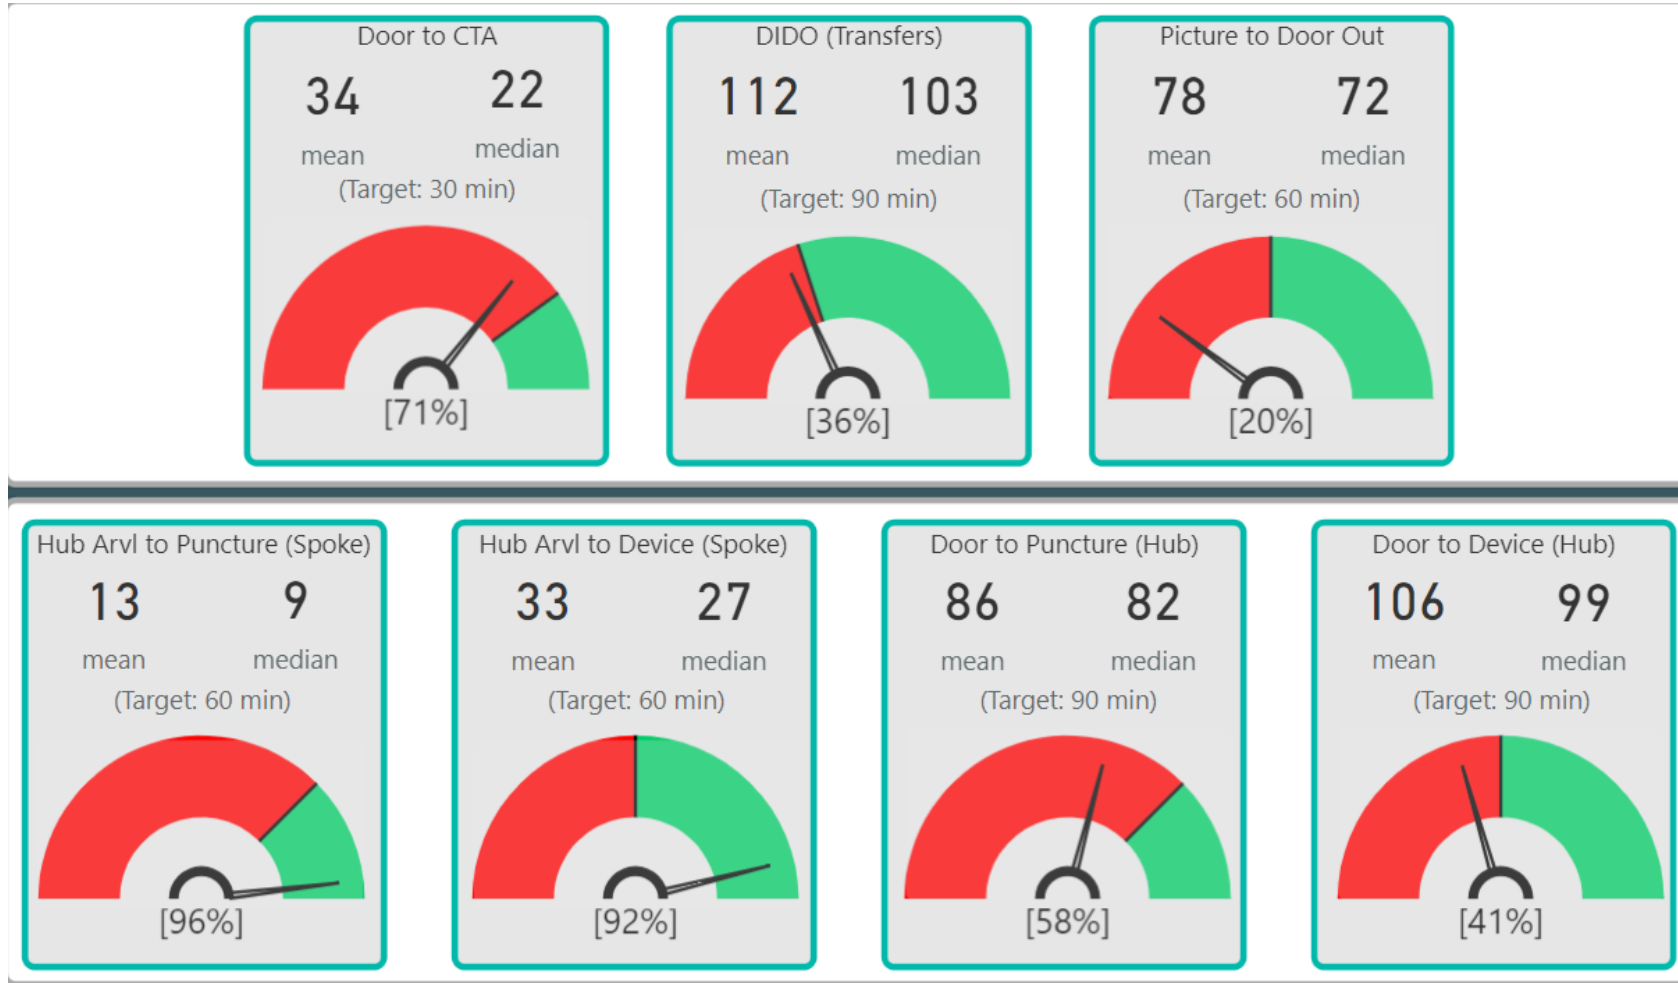 Door to CTA
34 22
mean median
(Target: 30 min)
[71%]
DIDO (Transfers)
112 103
mean median
(Target: 90 min)
[36%]
Picture to Door Out
78 72
mean median
(Target: 60 min)
[20%]
Hub Arvl to Puncture (Spoke)
13 9
mean median
(Target: 60 min)
[96%]
Hub Arvl to Device (Spoke)
33 27
mean median
(Target: 60 min)
[92%]
Door to Puncture (Hub)
86 82
mean median
(Target: 90 min)
[58%]
Door to Device (Hub)
106 99
mean median
(Target: 90 min)
[41%]